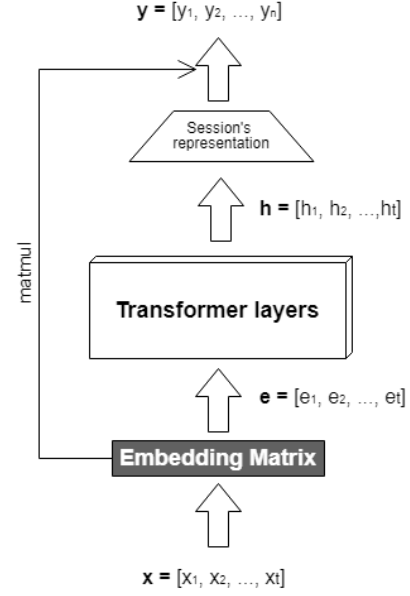 y = [y₁, y₂, ..., yₙ]
Session's
representation
h = [h₁, h₂, ...,hₜ]
matmul
Transformer layers
e = [e₁, e₂, ..., eₜ]
Embedding Matrix
x = [x₁, x₂, ..., xₜ]